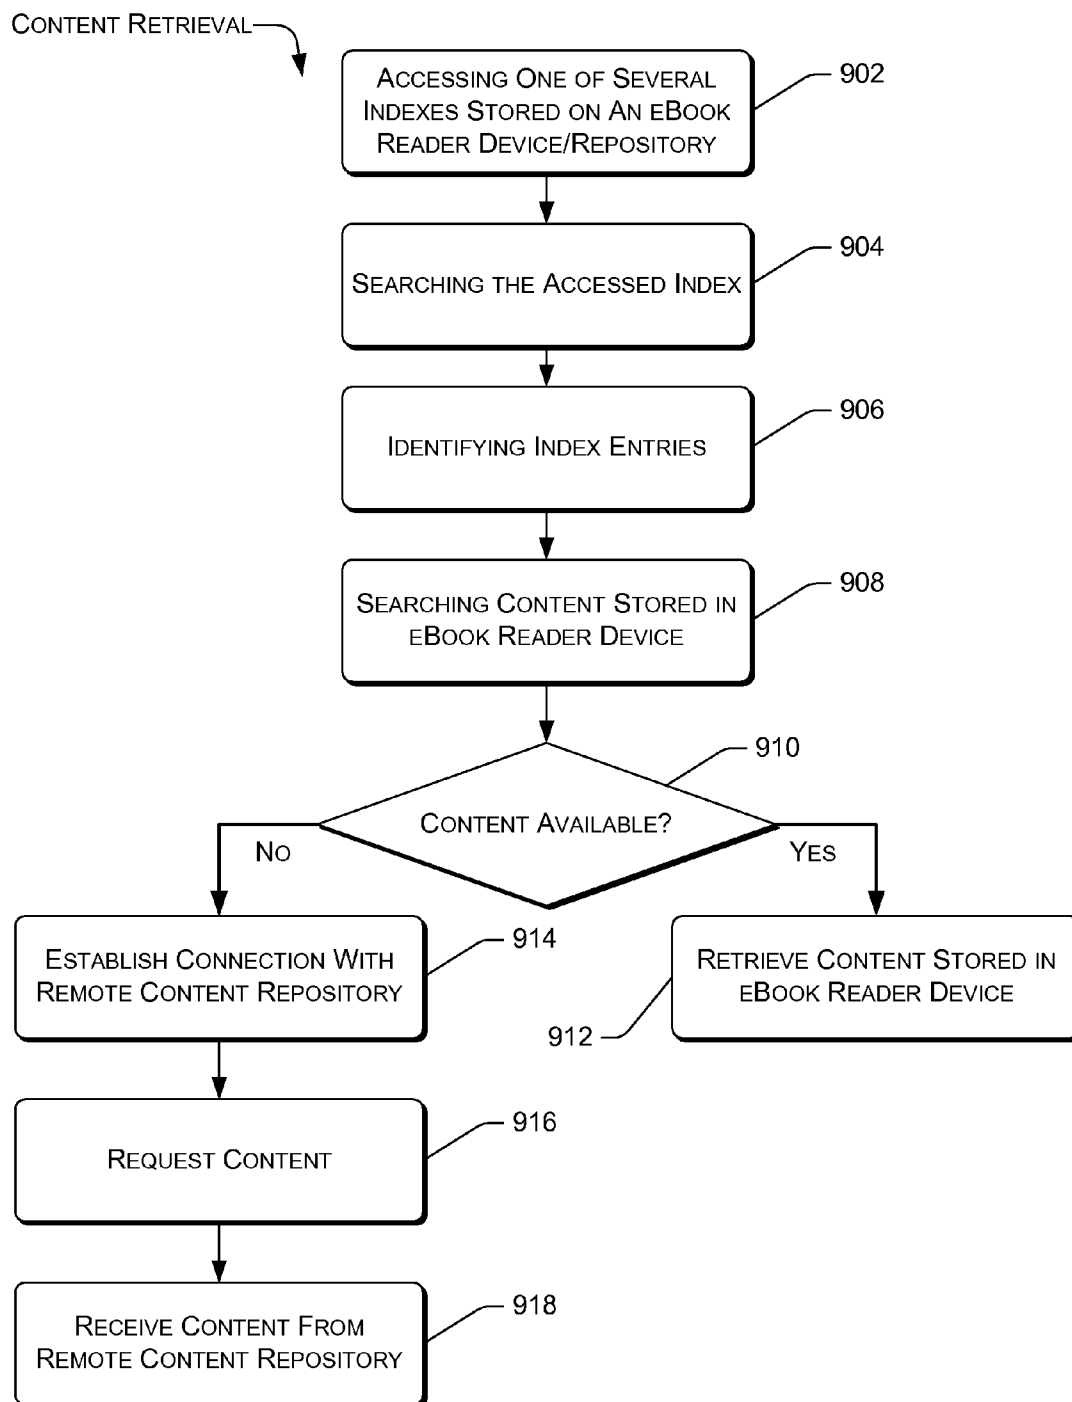 CONTENT RETRIEVAL
ACCESSING ONE OF SEVERAL
INDEXES STORED ON AN EBOOK
READER DEVICE/REPOSITORY
902
SEARCHING THE ACCESSED INDEX
904
IDENTIFYING INDEX ENTRIES
906
SEARCHING CONTENT STORED IN
EBOOK READER DEVICE
908
CONTENT AVAILABLE?
910
NO
YES
ESTABLISH CONNECTION WITH
REMOTE CONTENT REPOSITORY
914
RETRIEVE CONTENT STORED IN
EBOOK READER DEVICE
912
REQUEST CONTENT
916
RECEIVE CONTENT FROM
REMOTE CONTENT REPOSITORY
918